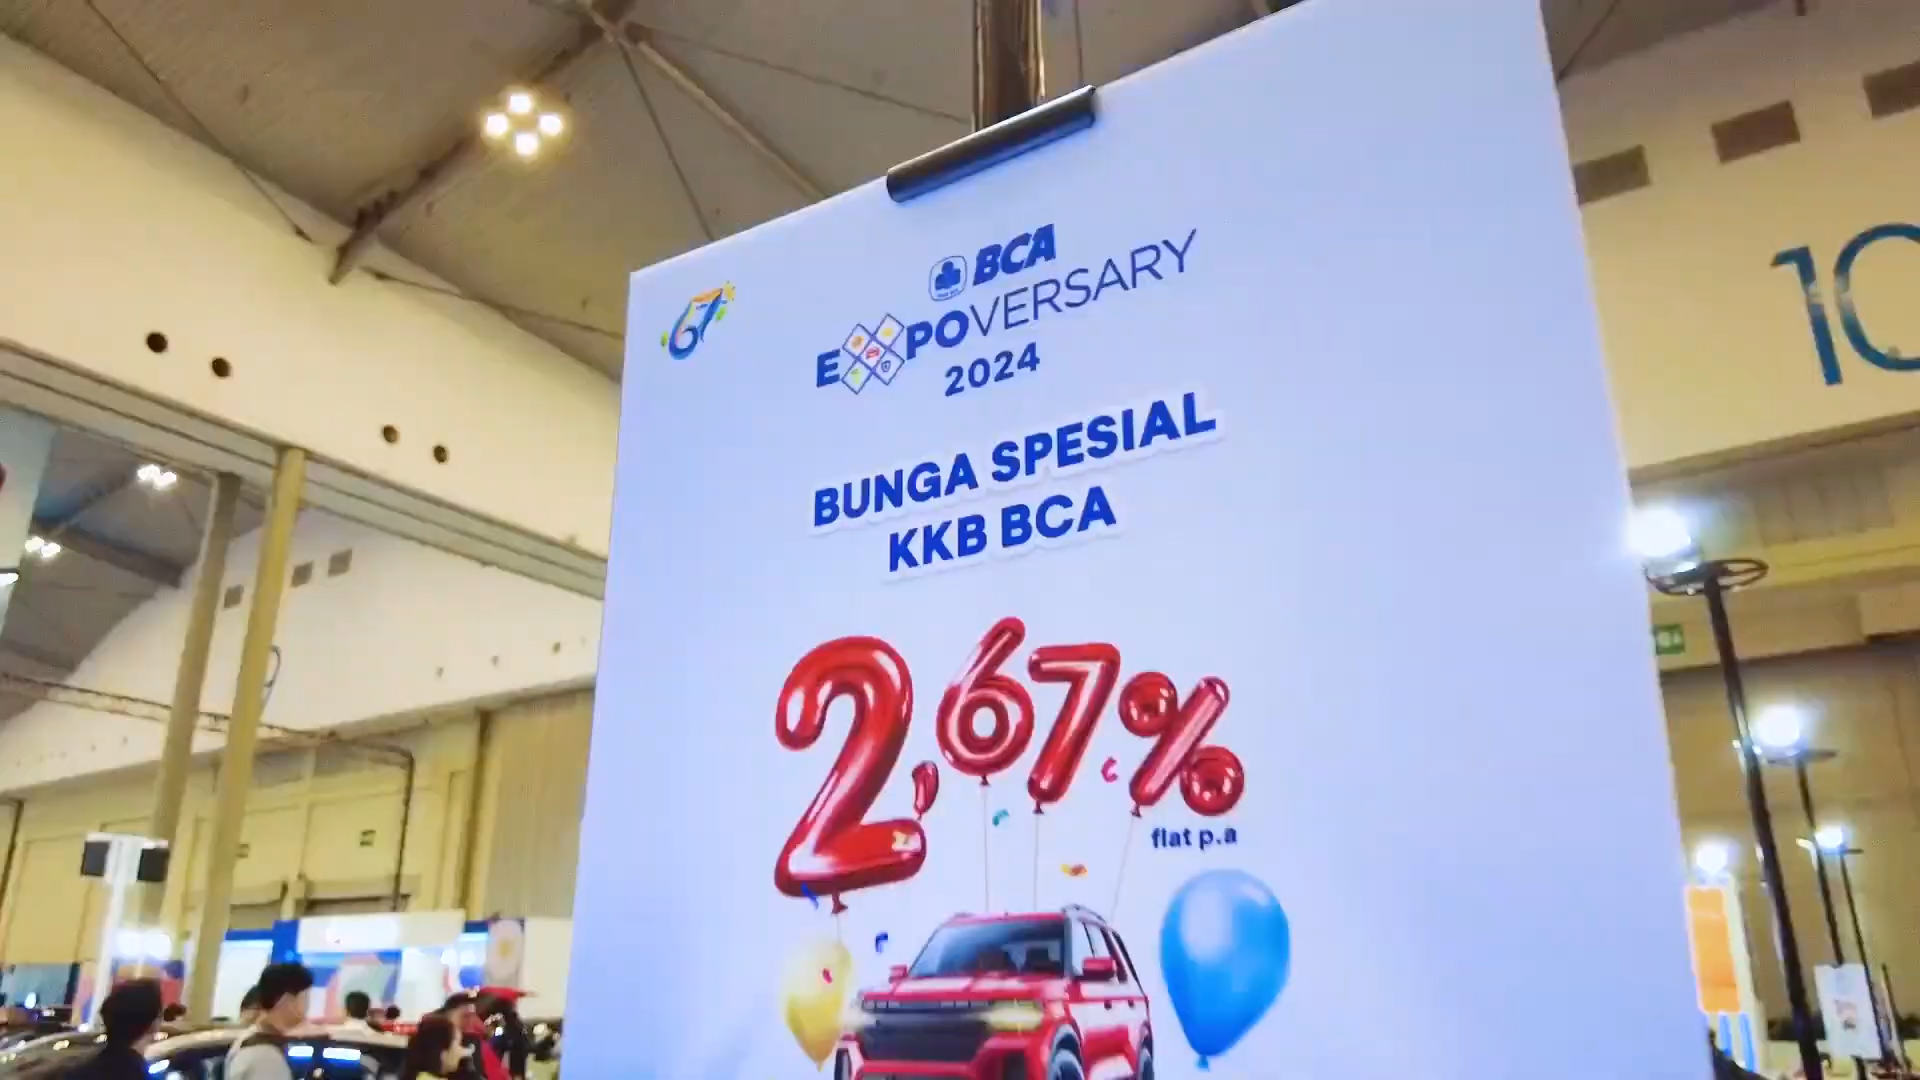 67
BCA
EXPOVERSARY
2024
BUNGA SPESIAL
KKB BCA
2,67%
flat p.a
10